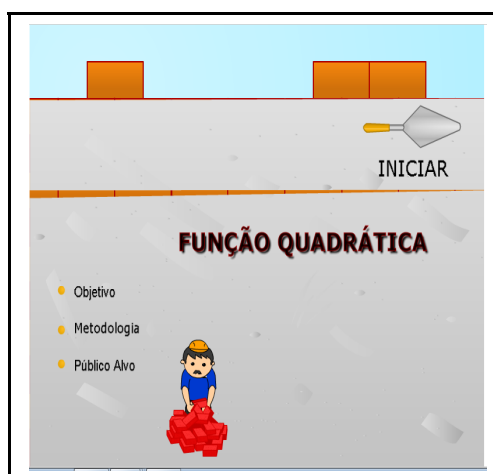 INICIAR
FUNÇÃO QUADRÁTICA
Objetivo
Metodologia
Público Alvo